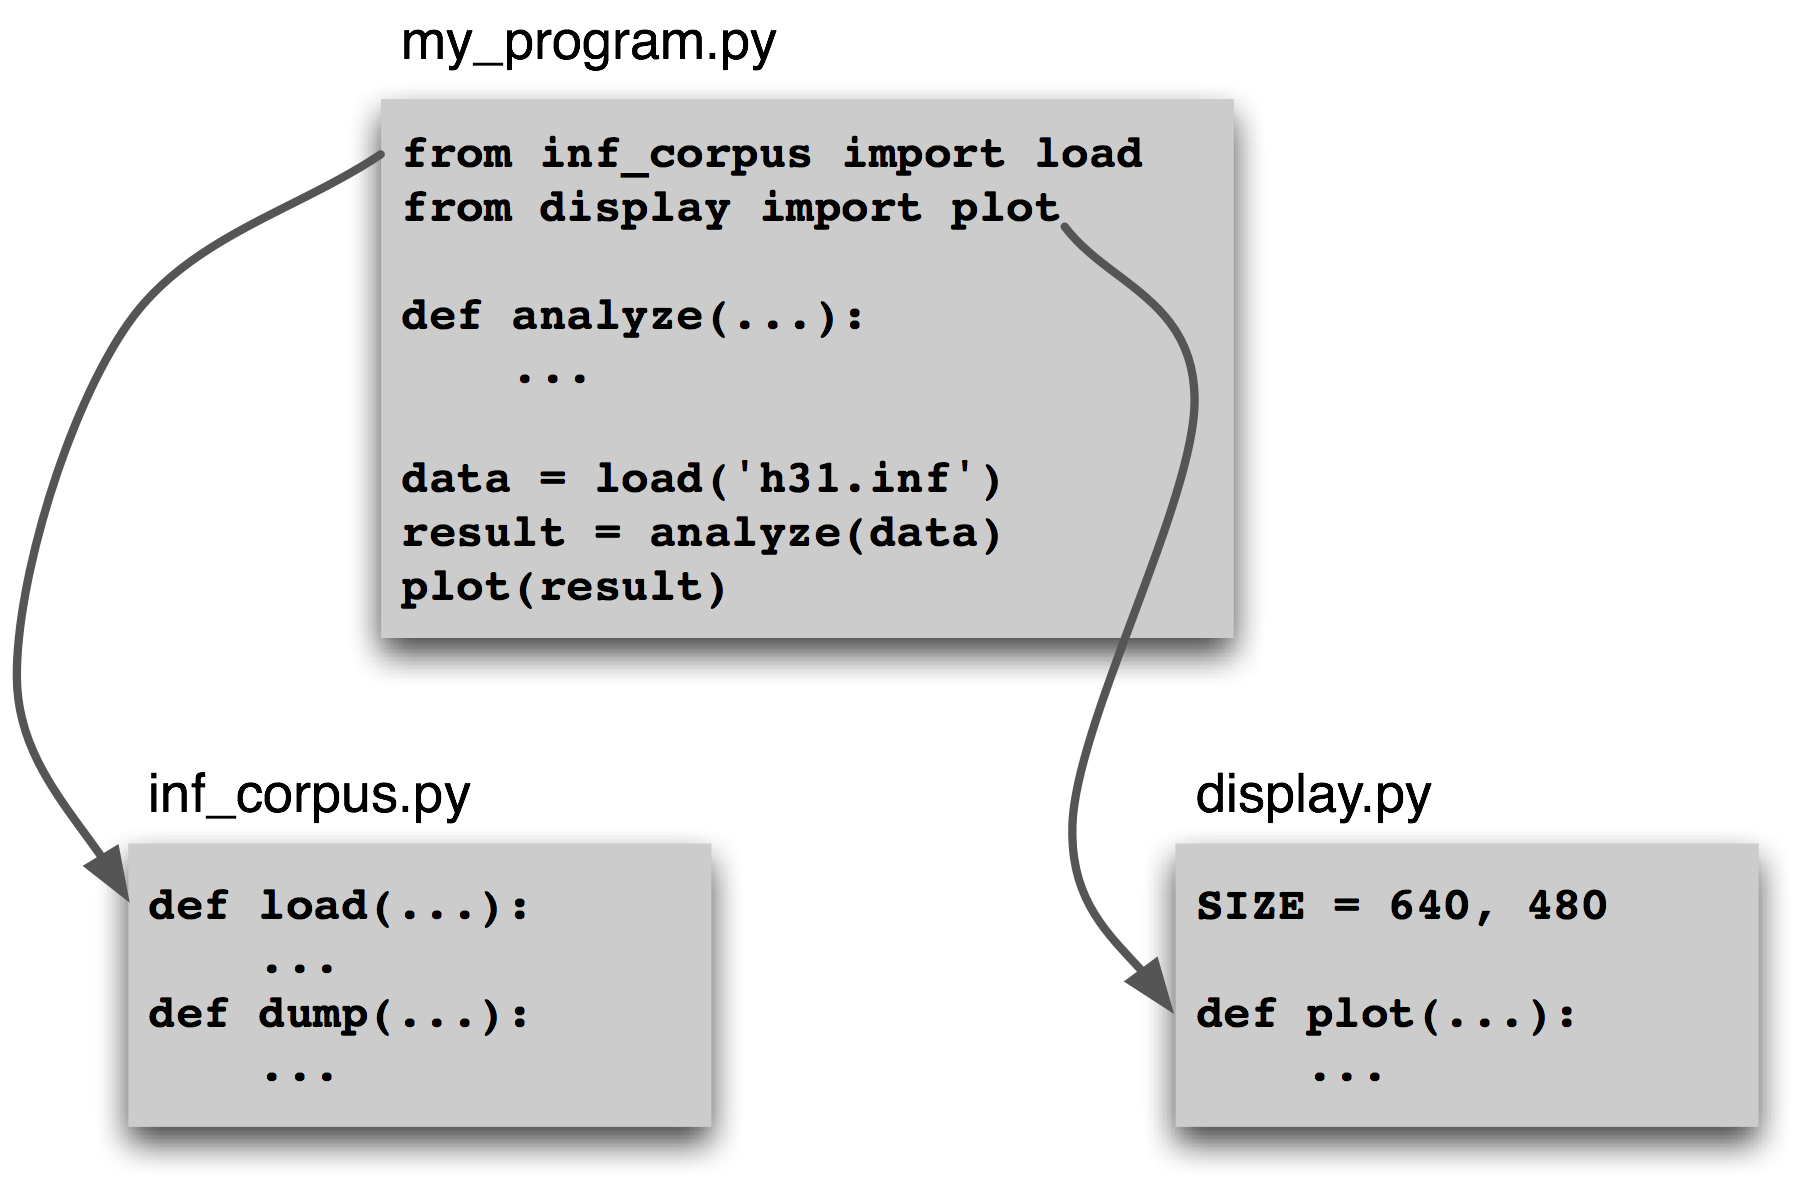 my_program.py
from inf_corpus import load
from display import plot
def analyze(...):
    ...
data = load('h31.inf')
result = analyze(data)
plot(result)
inf_corpus.py
def load(...):
    ...
def dump(...):
    ...
display.py
SIZE = 640, 480
def plot(...):
    ...